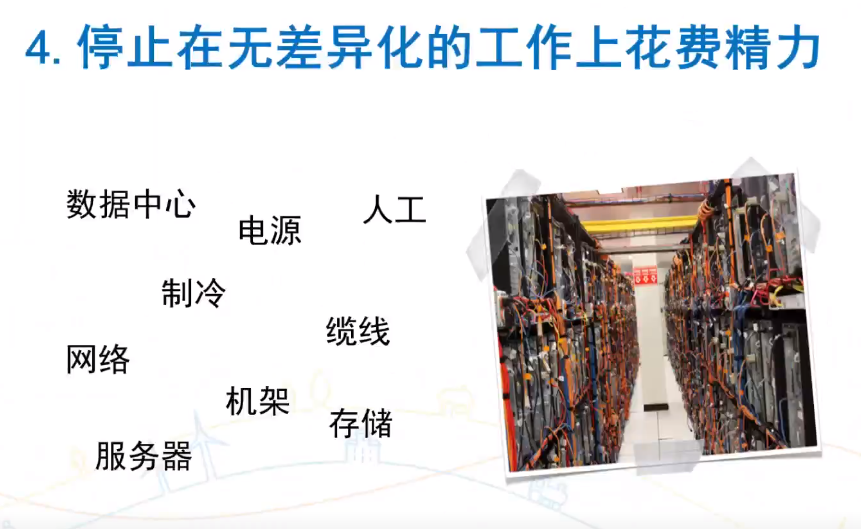 4. 停止在无差异化的工作上花费精力
数据中心
人工
电源
制冷
缆线
网络
机架
存储
服务器